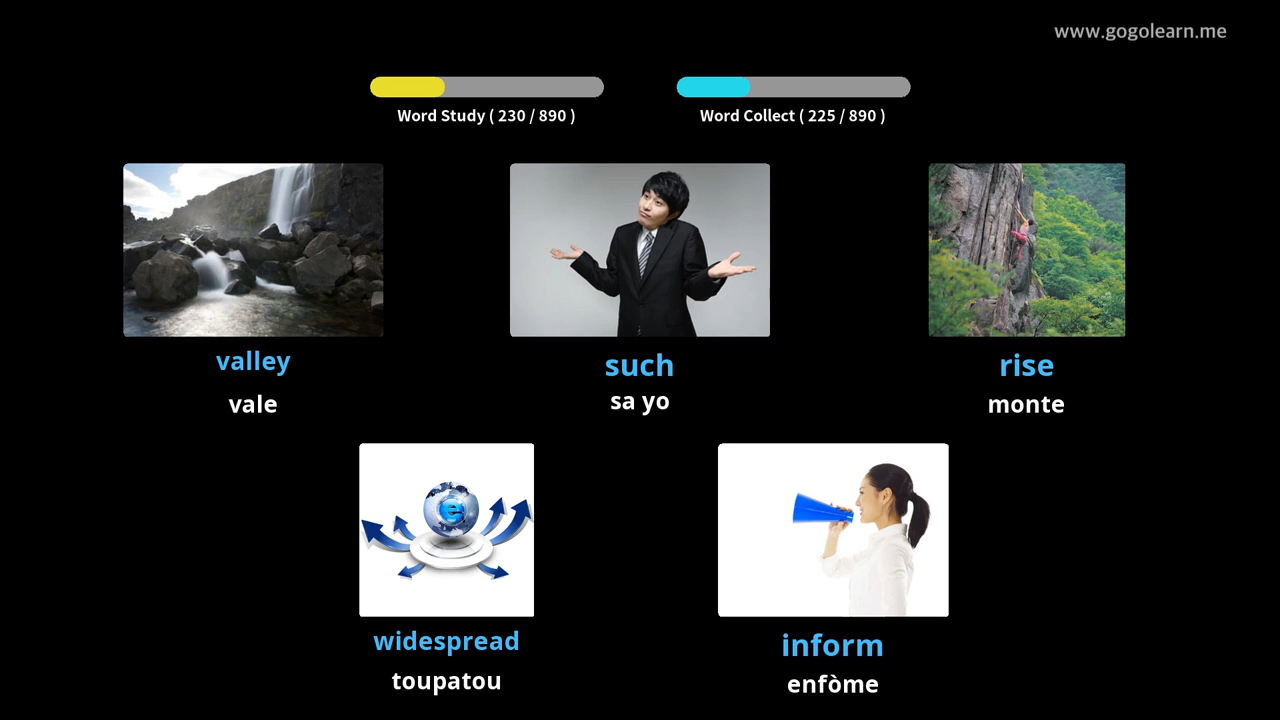 www.gogolearn.me
Word Study ( 230 / 890 )
Word Collect ( 225 / 890 )
valley
vale
such
sa yo
rise
monte
e
widespread
toupatou
inform
enfòme